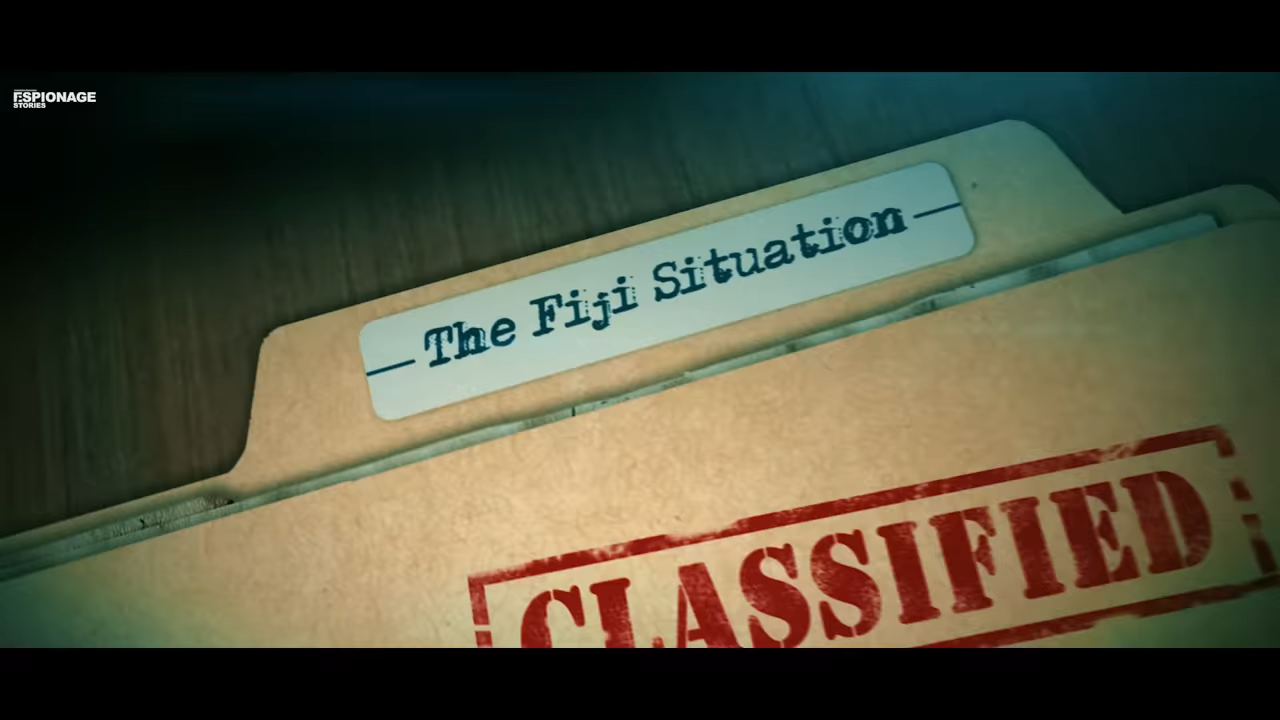 ESPIONAGE
STORIES
— The Fiji Situation —
CLASSIFIED